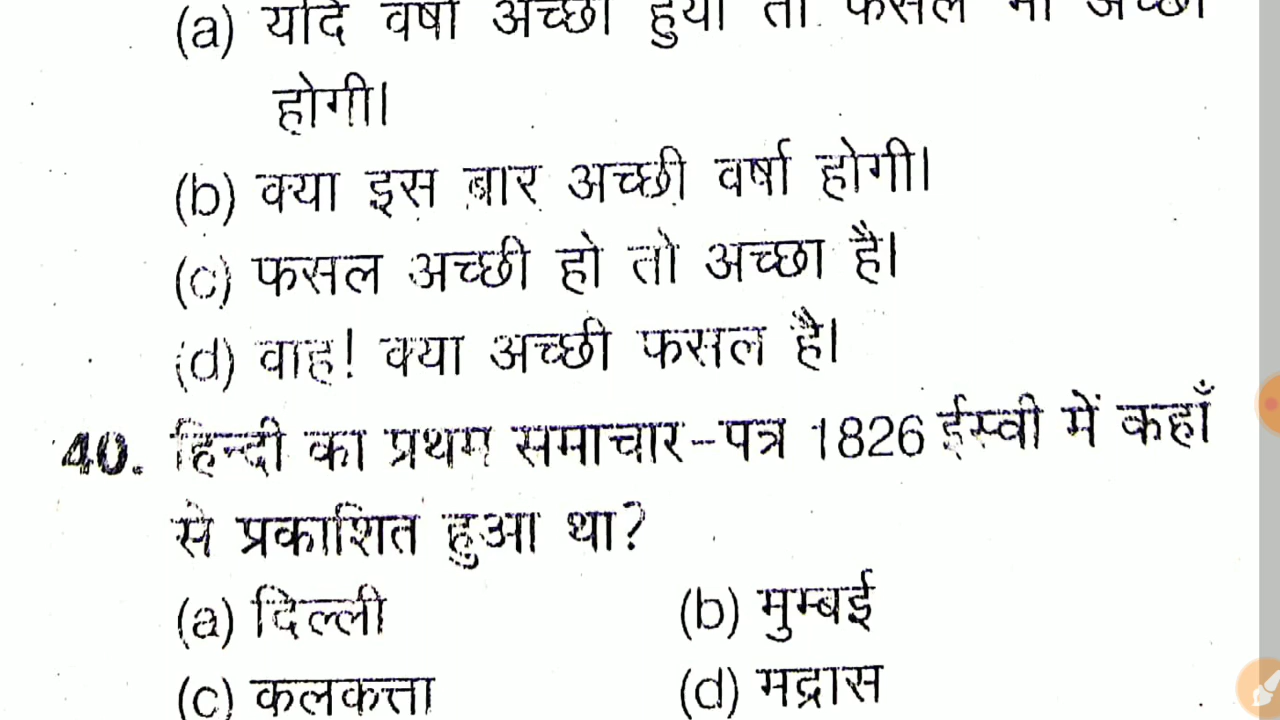 (a) यदि वर्षा अच्छी हुयी तो फसल भी अच्छी
होगी।
(b) क्या इस बार अच्छी वर्षा होगी।
(c) फसल अच्छी हो तो अच्छा है।
(d) वाह! क्या अच्छी फसल है।
40. हिन्दी का प्रथम समाचार-पत्र 1826 ईस्वी में कहाँ
से प्रकाशित हुआ था?
(a) दिल्ली (b) मुम्बई
(c) कलकत्ता (d) मद्रास